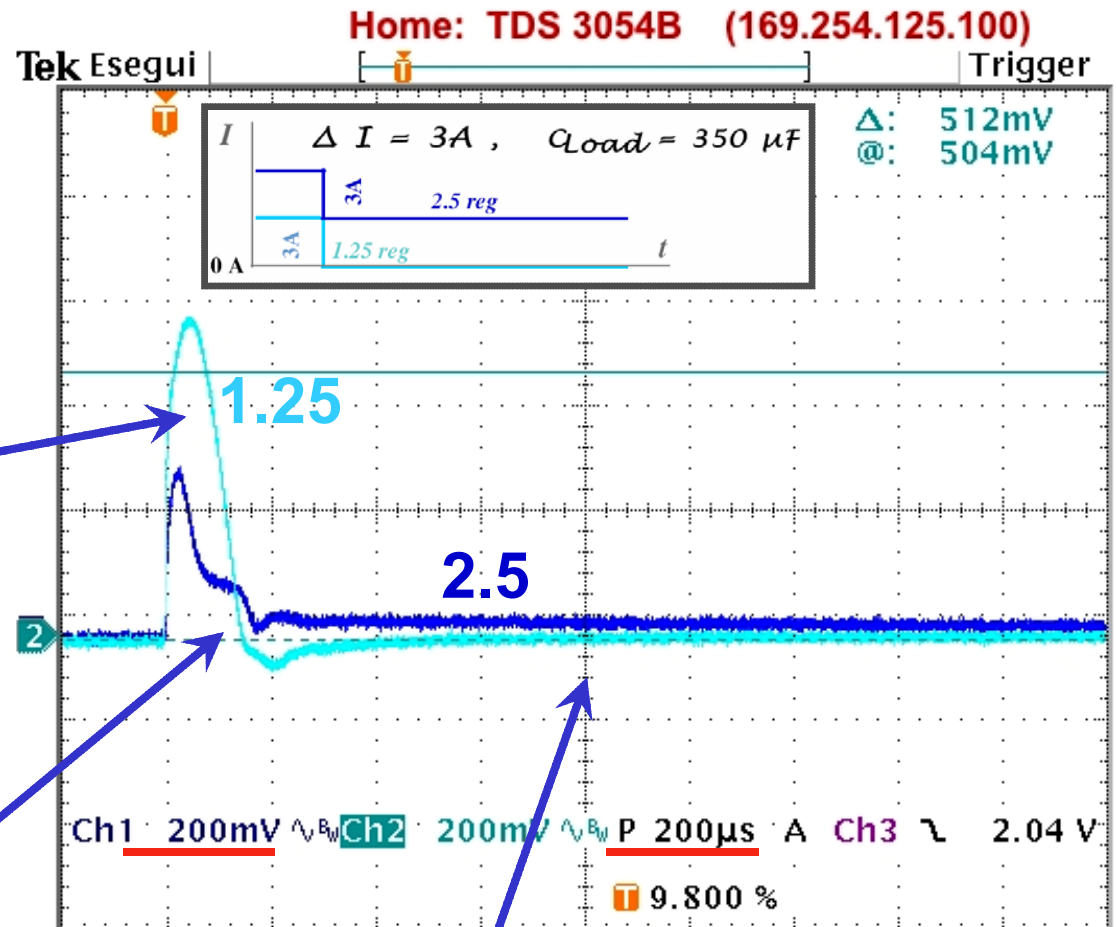 Home: TDS 3054B (169.254.125.100)
Tek Esegui
T
Trigger
T
Δ: 512mV
@: 504mV
I
Δ I = 3A , CLoad = 350 µF
3A
2.5 reg
3A
1.25 reg
t
0 A
1.25
2.5
2
Ch1 200mV ∿ BW Ch2 200mV ∿ BW P 200µs A Ch3 ㄟ 2.04 V
T 9.800 %